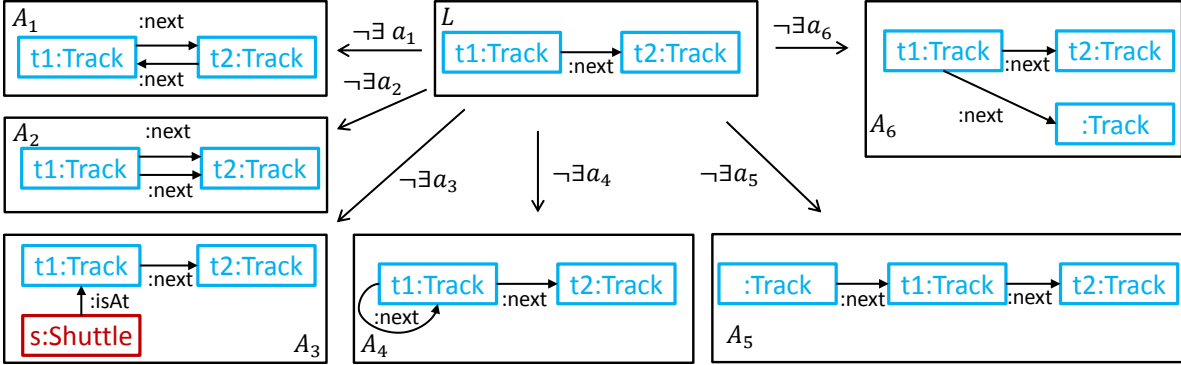 A₁
:next
t1:Track t2:Track
:next
¬∃ a₁
L
t1:Track t2:Track
:next
¬∃a₆
t1:Track t2:Track
:next
:next
:Track
A₆
¬∃a₂
A₂
:next
t1:Track t2:Track
:next
¬∃a₃
¬∃a₄
¬∃a₅
t1:Track t2:Track
:next
:isAt
s:Shuttle
A₃
t1:Track t2:Track
:next
:next
A₄
:Track t1:Track t2:Track
:next :next
A₅